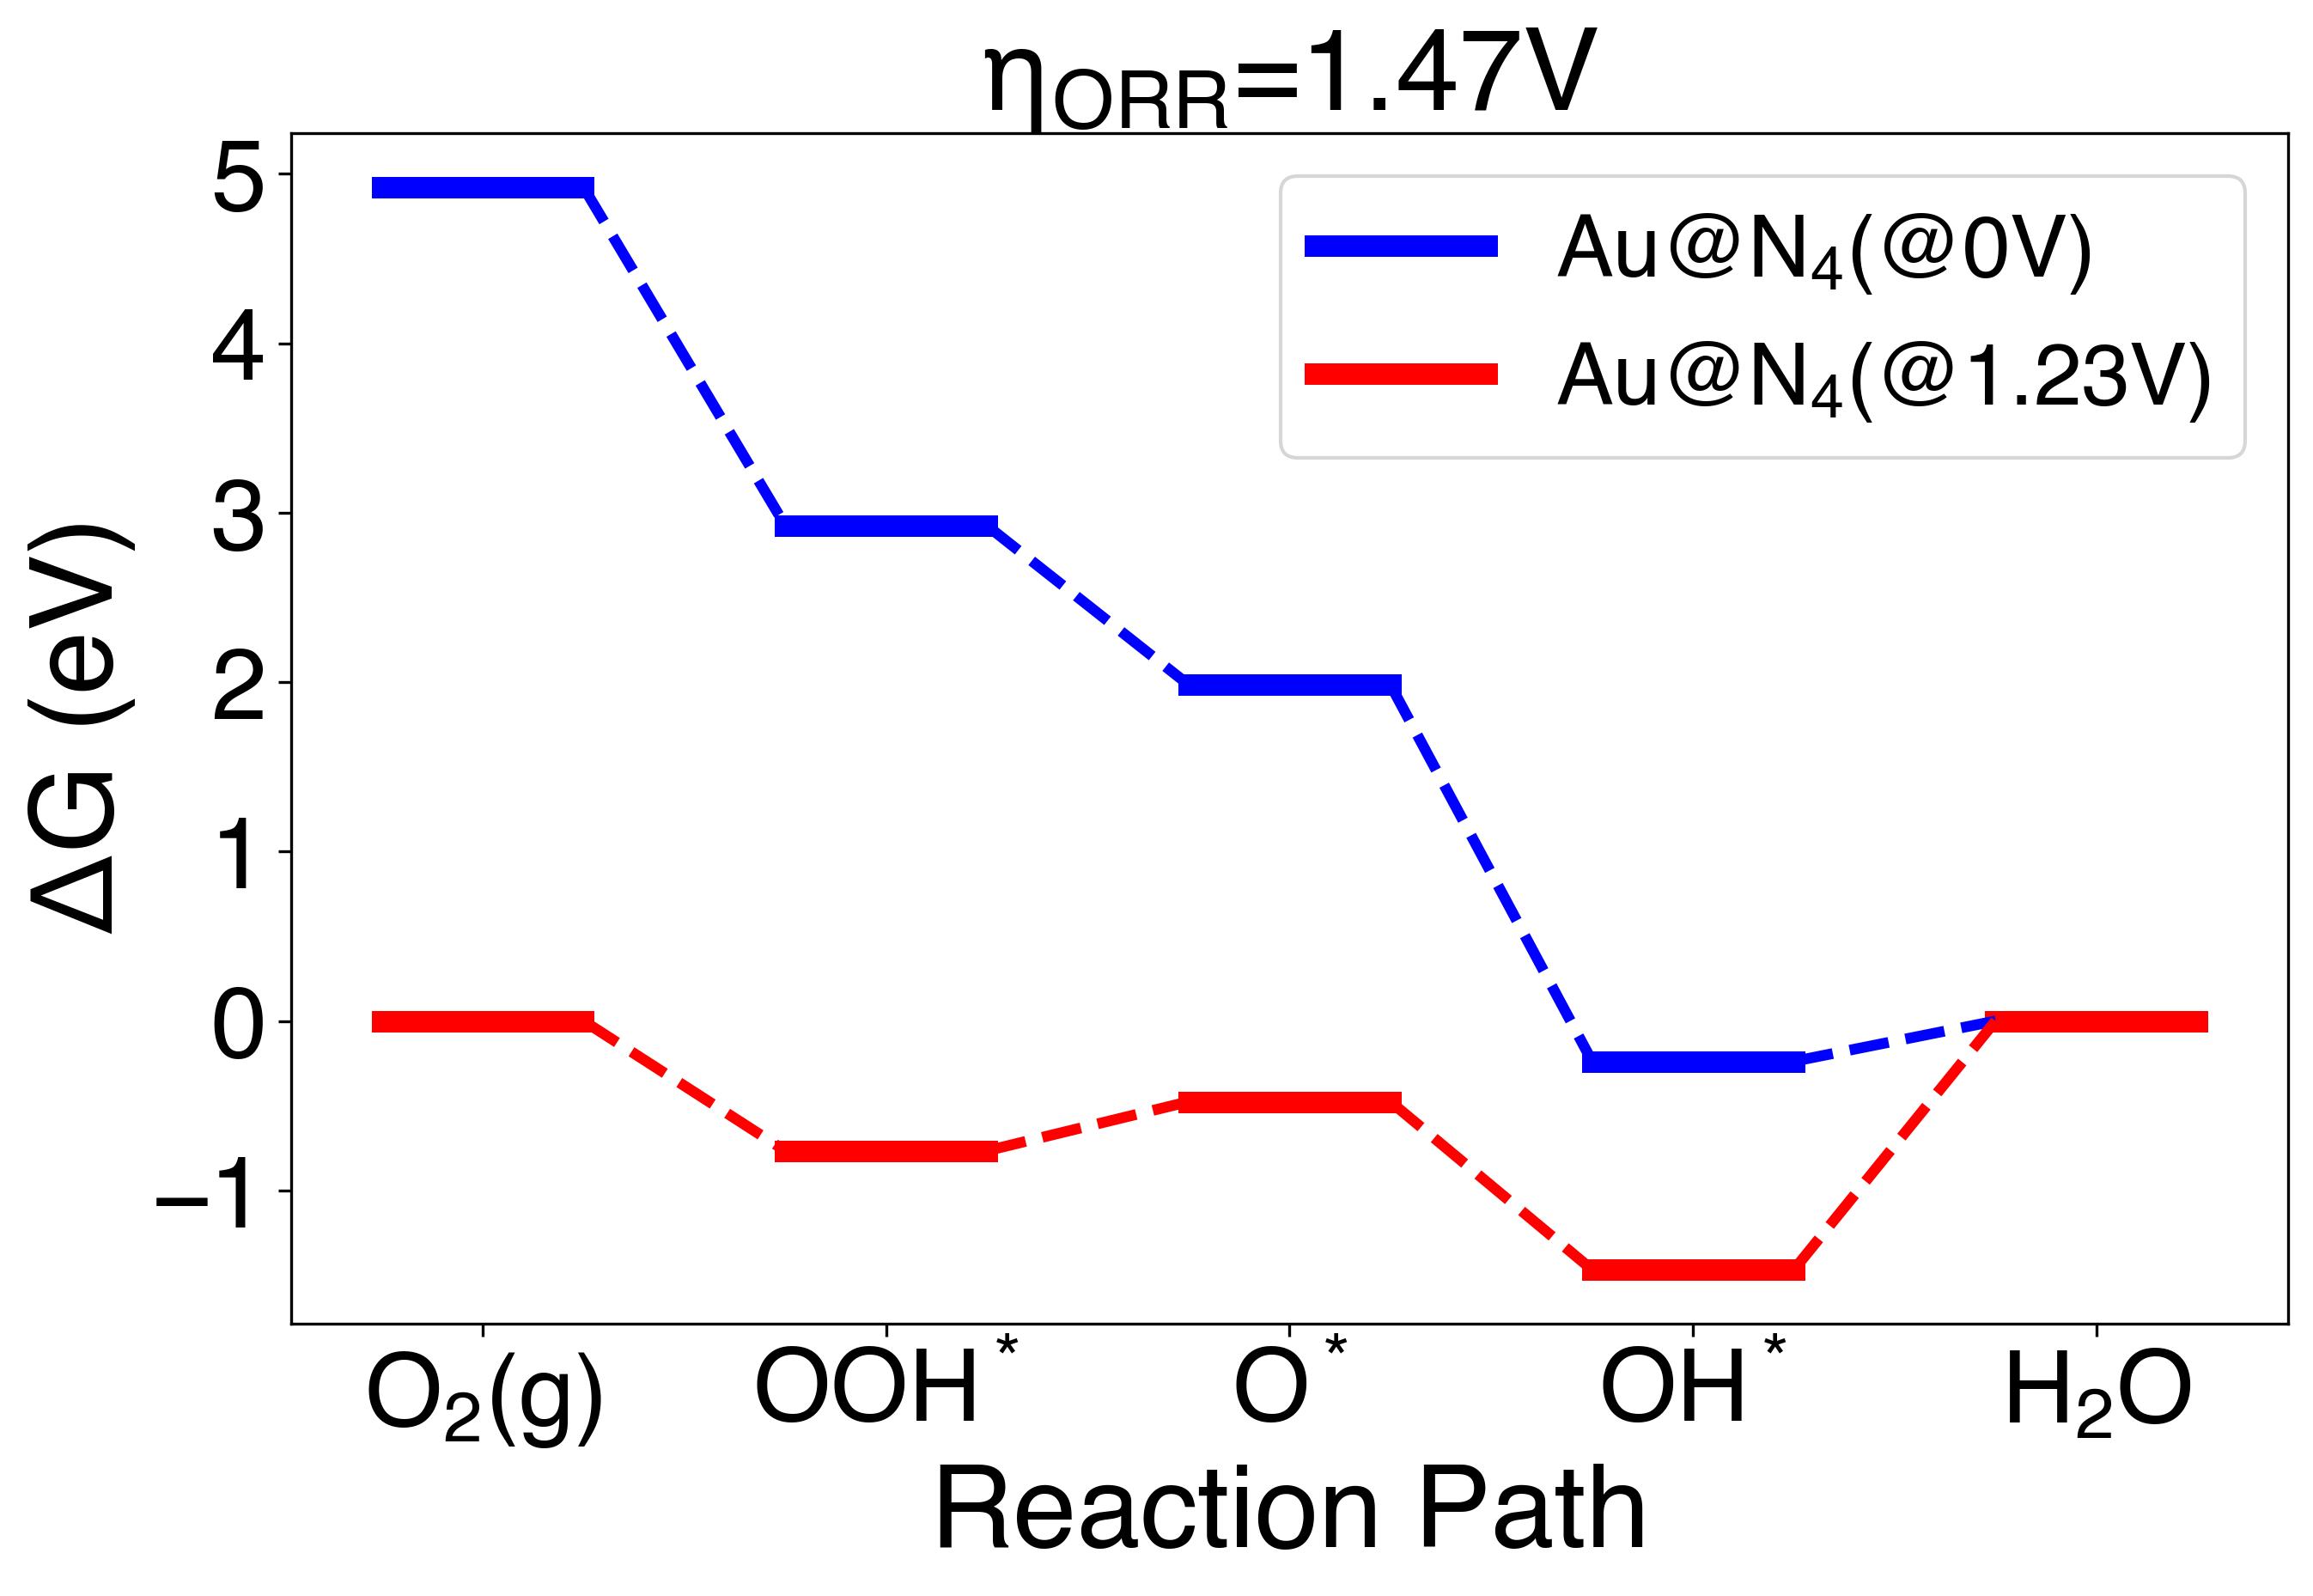 η_ORR=1.47V
5
4
3
2
1
0
−1
ΔG (eV)
Au@N₄(@0V)
Au@N₄(@1.23V)
O₂(g)
OOH*
O*
OH*
H₂O
Reaction Path